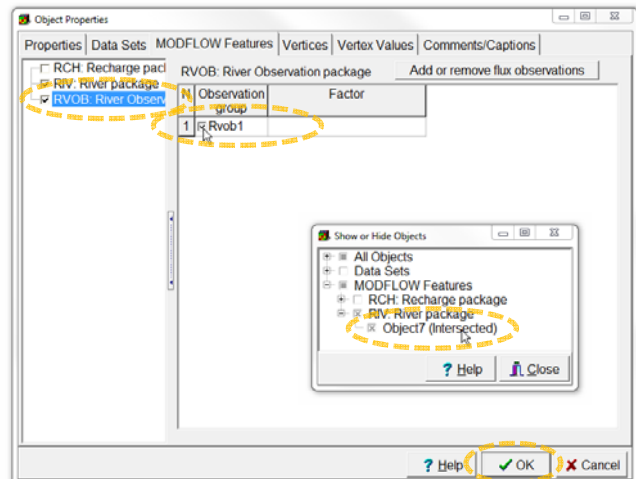 Object Properties
Properties Data Sets MODFLOW Features Vertices Vertex Values Comments/Captions
RCH: Recharge pack
RIV: River package
RVOB: River Observ
RVOB: River Observation package Add or remove flux observations
N Observation group Factor
1 Rvob1
Show or Hide Objects
All Objects
Data Sets
MODFLOW Features
RCH: Recharge package
RIV: River package
Object7 (Intersected)
? Help Close
? Help OK Cancel